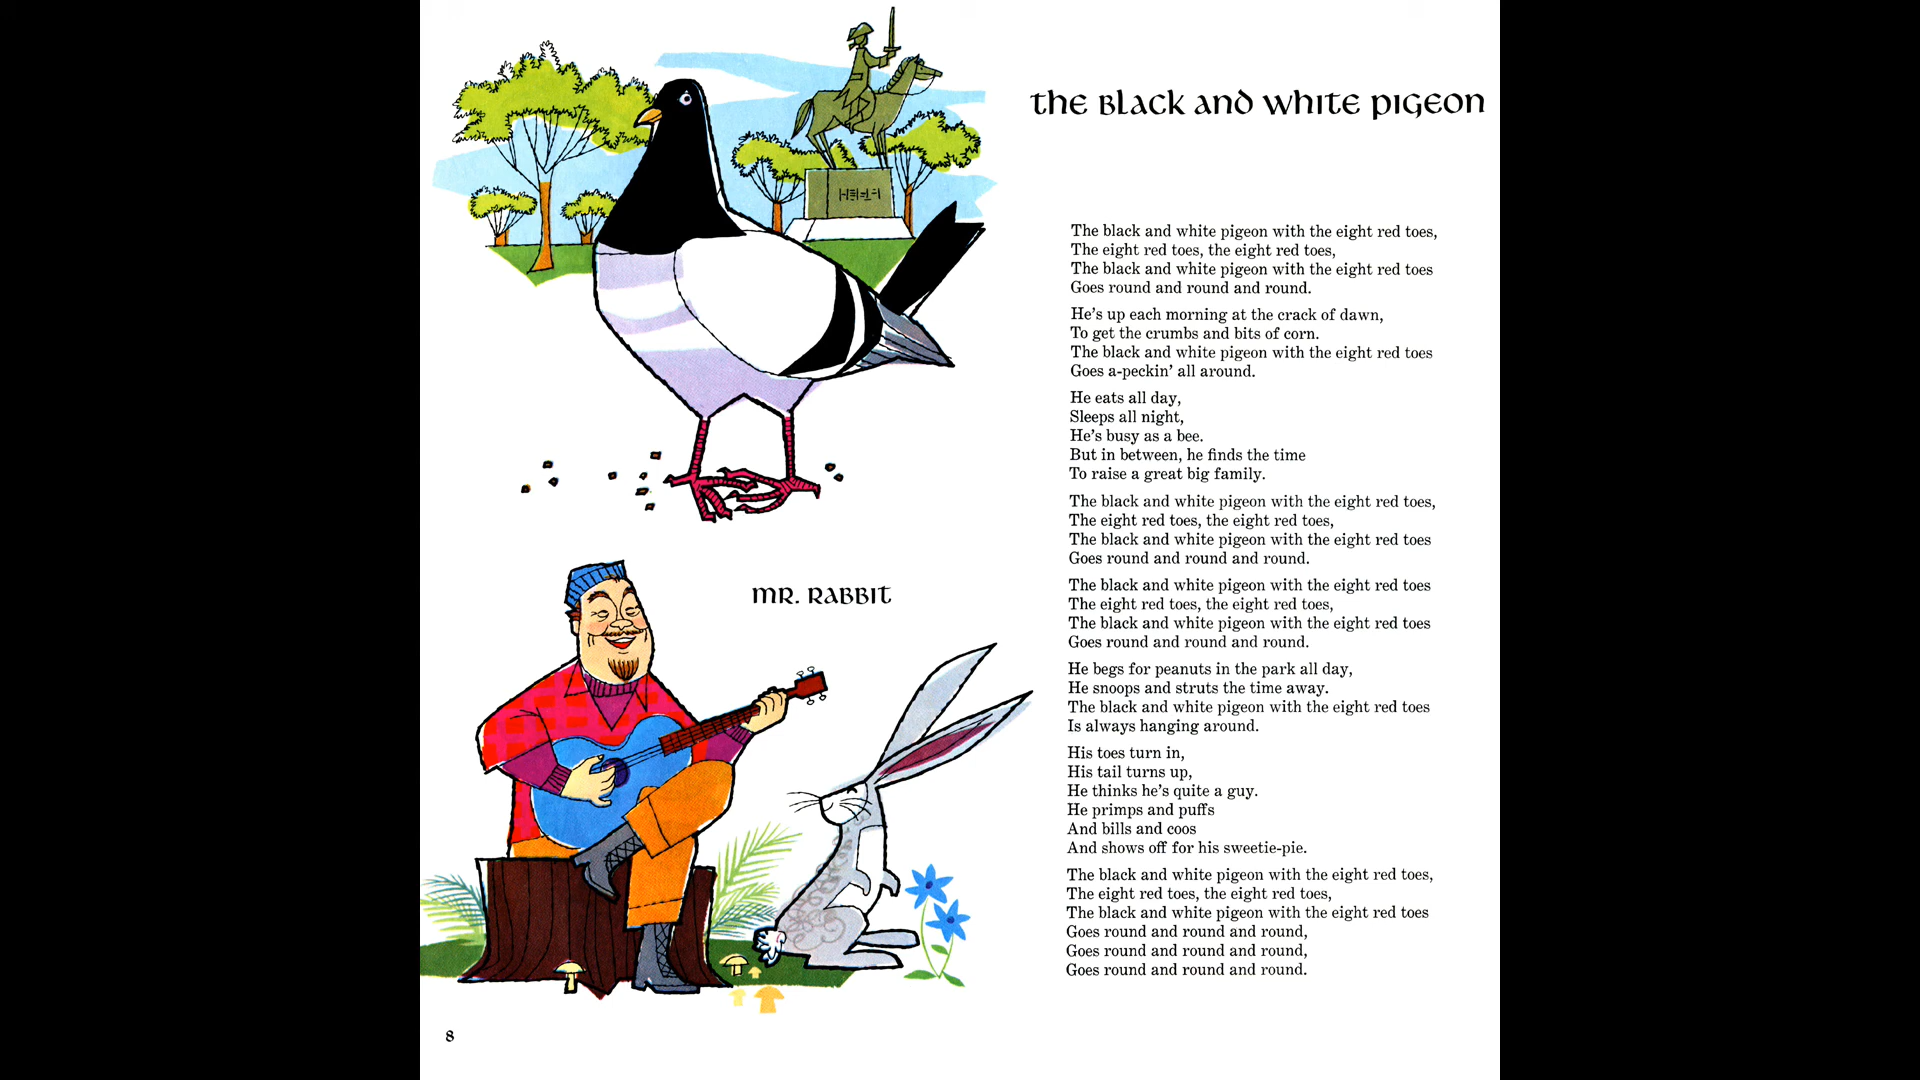 the Black and white pigeon
The black and white pigeon with the eight red toes,
The eight red toes, the eight red toes,
The black and white pigeon with the eight red toes
Goes round and round and round.
He's up each morning at the crack of dawn,
To get the crumbs and bits of corn.
The black and white pigeon with the eight red toes
Goes a-peckin' all around.
He eats all day,
Sleeps all night,
He's busy as a bee.
But in between, he finds the time
To raise a great big family.
The black and white pigeon with the eight red toes,
The eight red toes, the eight red toes,
The black and white pigeon with the eight red toes
Goes round and round and round.
The black and white pigeon with the eight red toes
The eight red toes, the eight red toes,
The black and white pigeon with the eight red toes
Goes round and round and round.
He begs for peanuts in the park all day,
He snoops and struts the time away.
The black and white pigeon with the eight red toes
Is always hanging around.
His toes turn in,
His tail turns up,
He thinks he's quite a guy.
He primps and puffs
And bills and coos
And shows off for his sweetie-pie.
The black and white pigeon with the eight red toes,
The eight red toes, the eight red toes,
The black and white pigeon with the eight red toes
Goes round and round and round,
Goes round and round and round,
Goes round and round and round.
MR. RABBIT
8